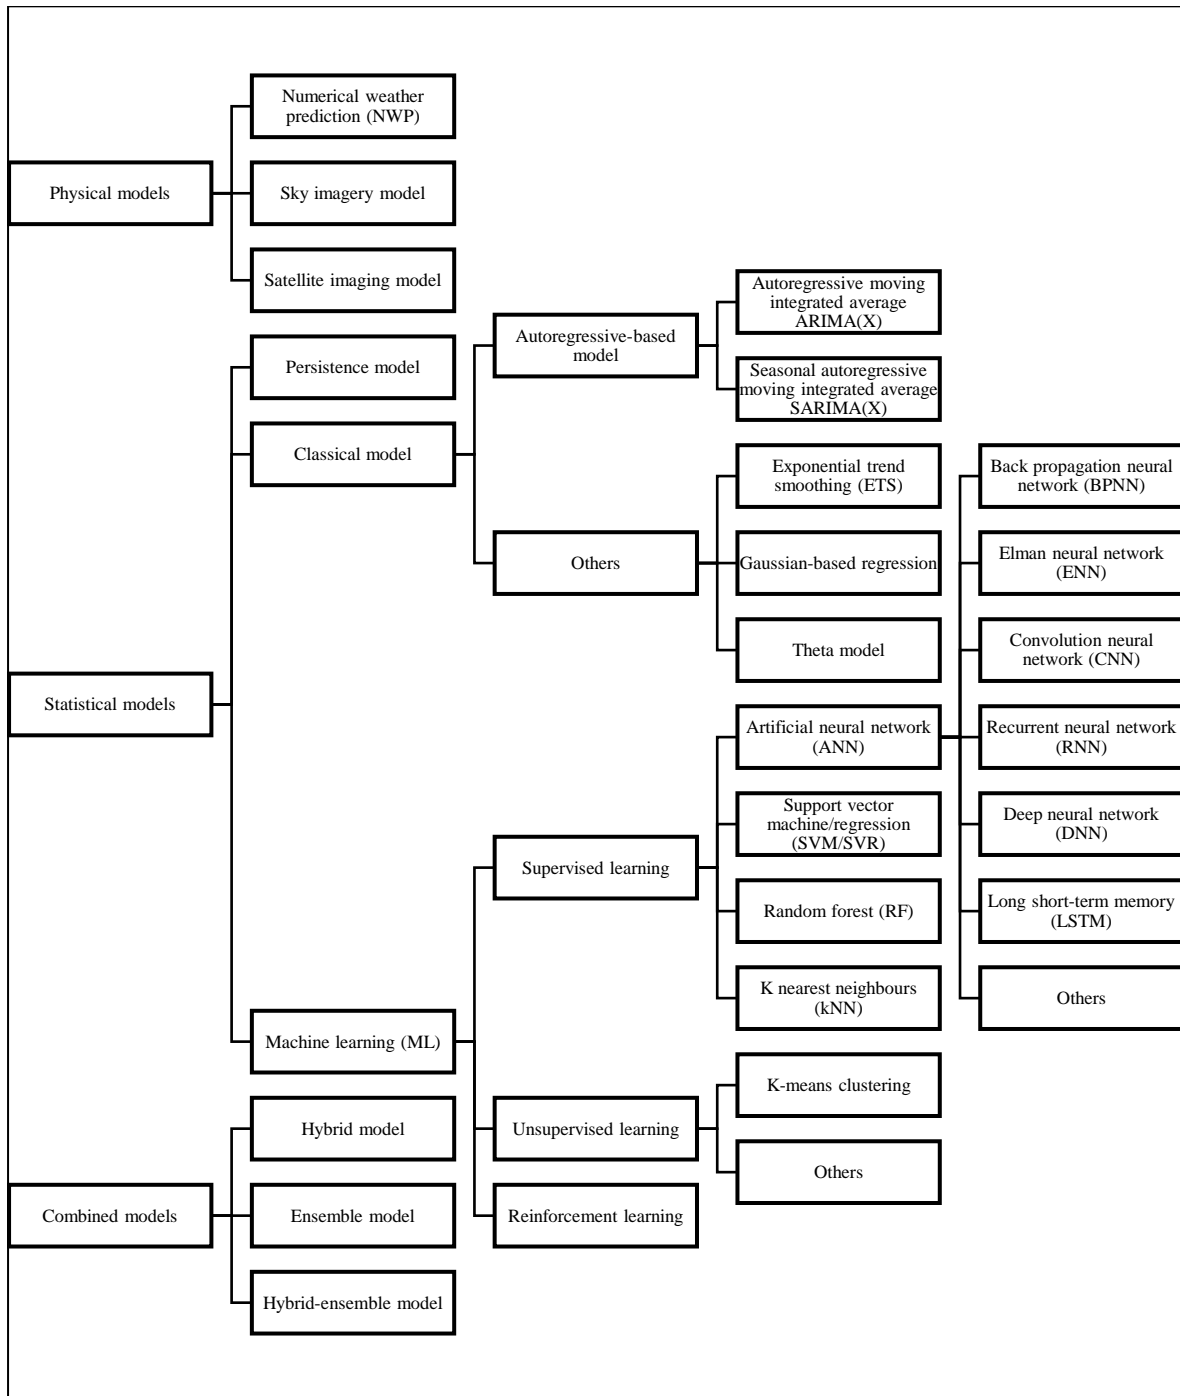 Numerical weather
prediction (NWP)
Physical models
Sky imagery model
Satellite imaging model
Autoregressive moving
integrated average
ARIMA(X)
Autoregressive-based
model
Persistence model
Seasonal autoregressive
moving integrated average
SARIMA(X)
Classical model
Exponential trend
smoothing (ETS)
Back propagation neural
network (BPNN)
Others
Gaussian-based regression
Elman neural network
(ENN)
Theta model
Convolution neural
network (CNN)
Statistical models
Artificial neural network
(ANN)
Recurrent neural network
(RNN)
Support vector
machine/regression
(SVM/SVR)
Deep neural network
(DNN)
Supervised learning
Random forest (RF)
Long short-term memory
(LSTM)
K nearest neighbours
(kNN)
Others
Machine learning (ML)
K-means clustering
Hybrid model
Unsupervised learning
Others
Combined models
Ensemble model
Reinforcement learning
Hybrid-ensemble model